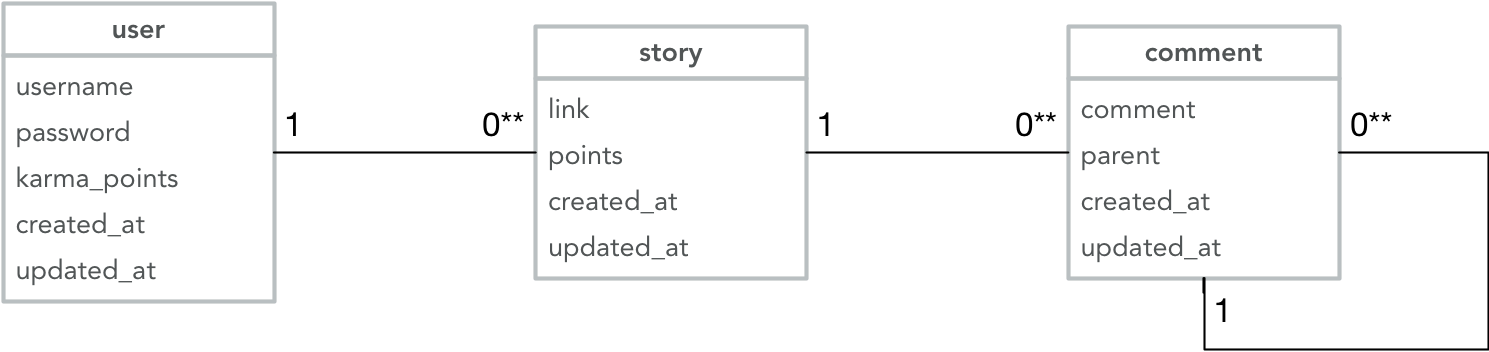 user
username
password
karma_points
created_at
updated_at
1
0**
story
link
points
created_at
updated_at
1
0**
comment
comment
parent
created_at
updated_at
0**
1